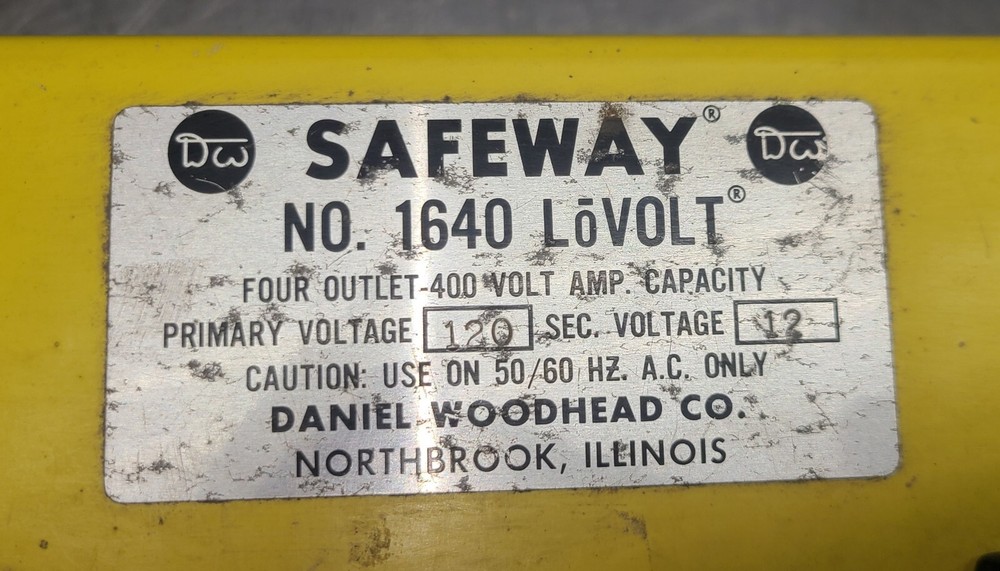 DW SAFEWAY® DW
NO. 1640 LōVOLT®
FOUR OUTLET-400 VOLT AMP. CAPACITY
PRIMARY VOLTAGE 120 SEC. VOLTAGE 12
CAUTION: USE ON 50/60 HZ. A.C. ONLY
DANIEL WOODHEAD CO.
NORTHBROOK, ILLINOIS